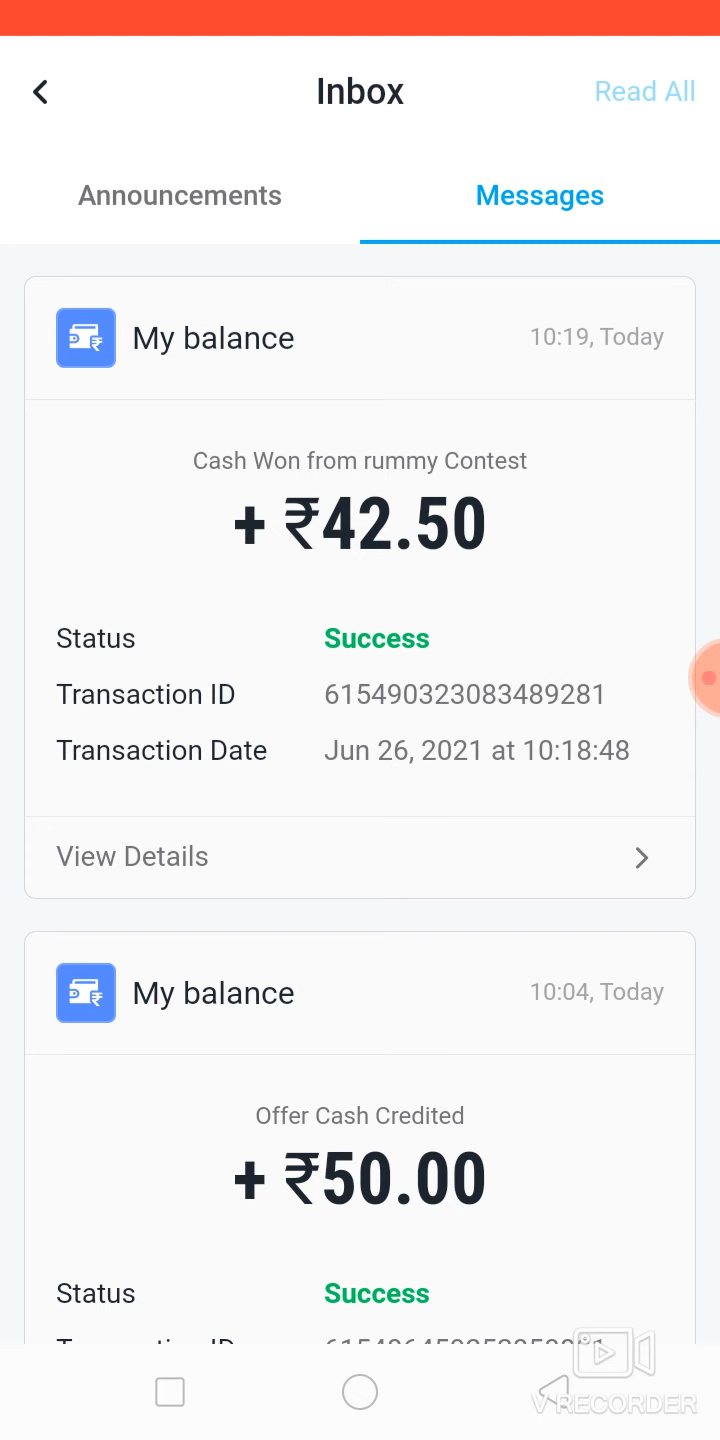 Inbox
Read All
Announcements
Messages
My balance
10:19, Today
Cash Won from rummy Contest
+ ₹42.50
Status Success
Transaction ID 615490323083489281
Transaction Date Jun 26, 2021 at 10:18:48
View Details
My balance
10:04, Today
Offer Cash Credited
+ ₹50.00
Status Success
V RECORDER